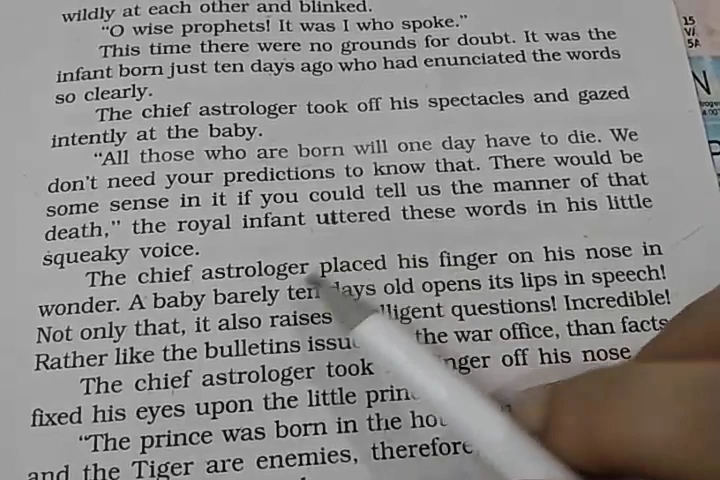 wildly at each other and blinked.
"O wise prophets! It was I who spoke."
This time there were no grounds for doubt. It was the
infant born just ten days ago who had enunciated the words
so clearly.
The chief astrologer took off his spectacles and gazed
intently at the baby.
"All those who are born will one day have to die. We
don't need your predictions to know that. There would be
some sense in it if you could tell us the manner of that
death," the royal infant uttered these words in his little
squeaky voice.
The chief astrologer placed his finger on his nose in
wonder. A baby barely ten days old opens its lips in speech!
Not only that, it also raises lligent questions! Incredible!
Rather like the bulletins issu the war office, than facts
The chief astrologer took nger off his nose
fixed his eyes upon the little prin
"The prince was born in the ho
and the Tiger are enemies, therefore
15
V/
5A
N